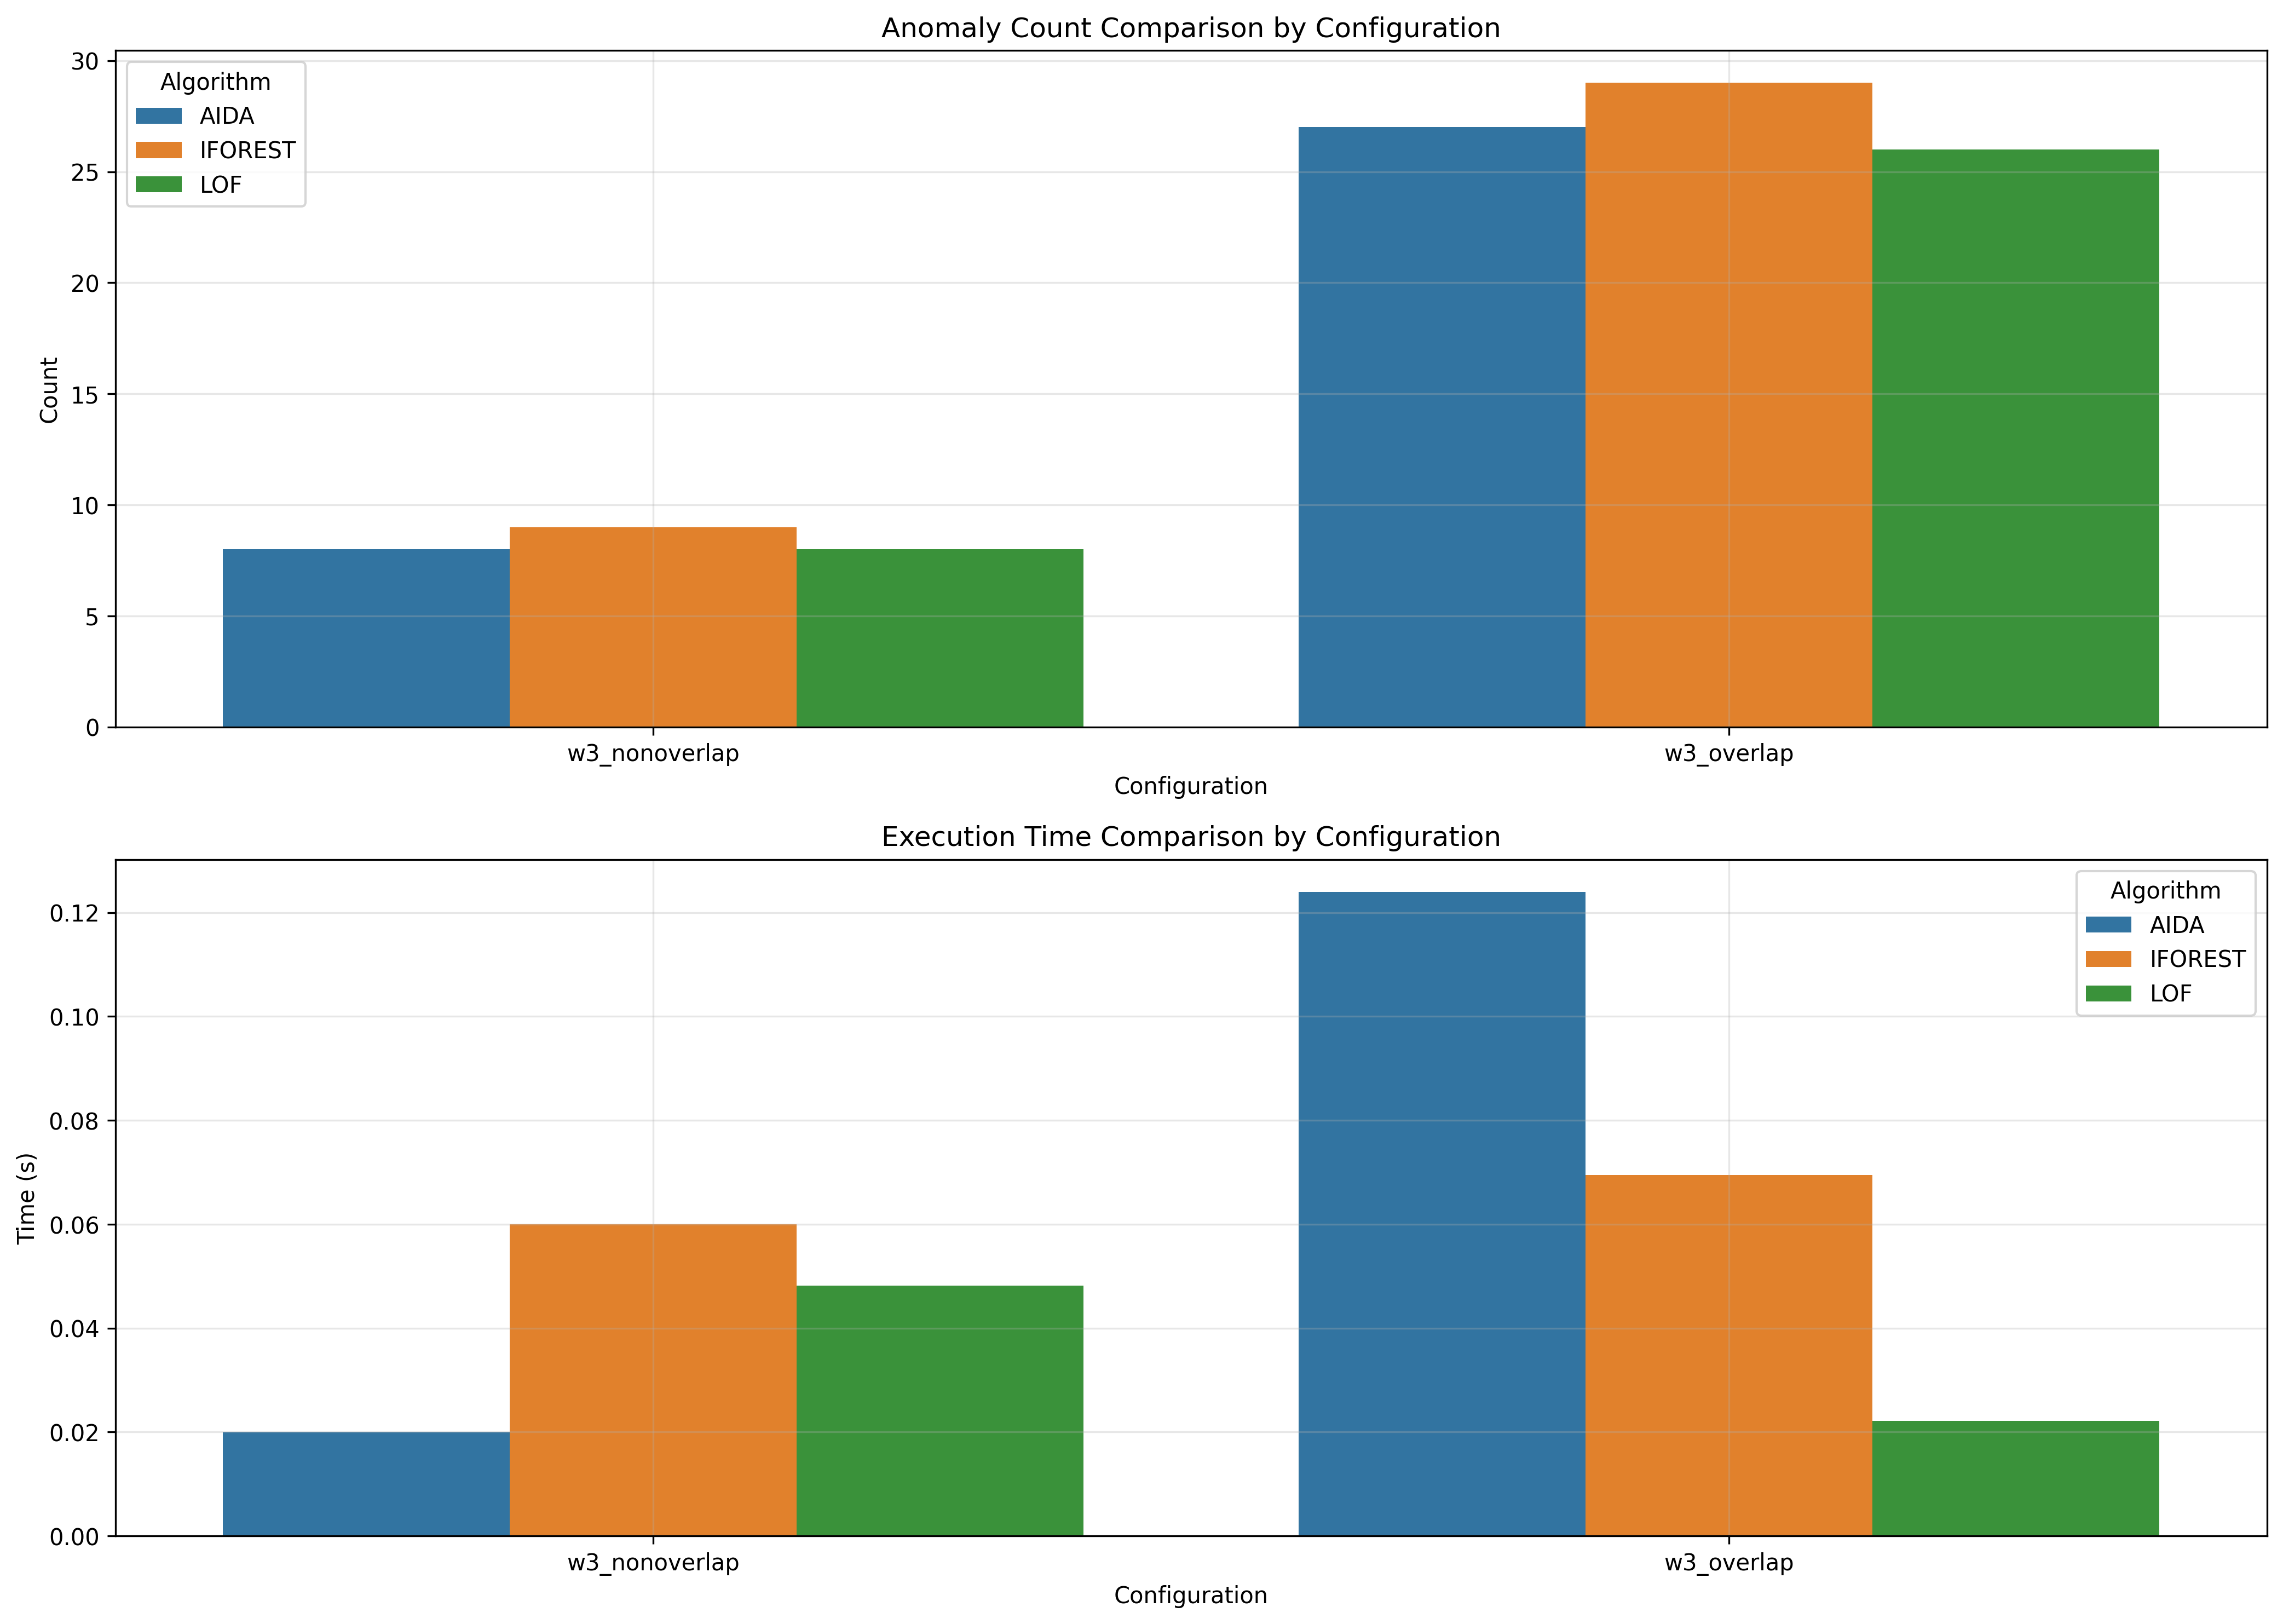 Anomaly Count Comparison by Configuration
30
25
20
15
10
5
0
Count
Algorithm
AIDA
IFOREST
LOF
w3_nonoverlap
w3_overlap
Configuration
Execution Time Comparison by Configuration
0.12
0.10
0.08
0.06
0.04
0.02
0.00
Time (s)
Algorithm
AIDA
IFOREST
LOF
w3_nonoverlap
w3_overlap
Configuration